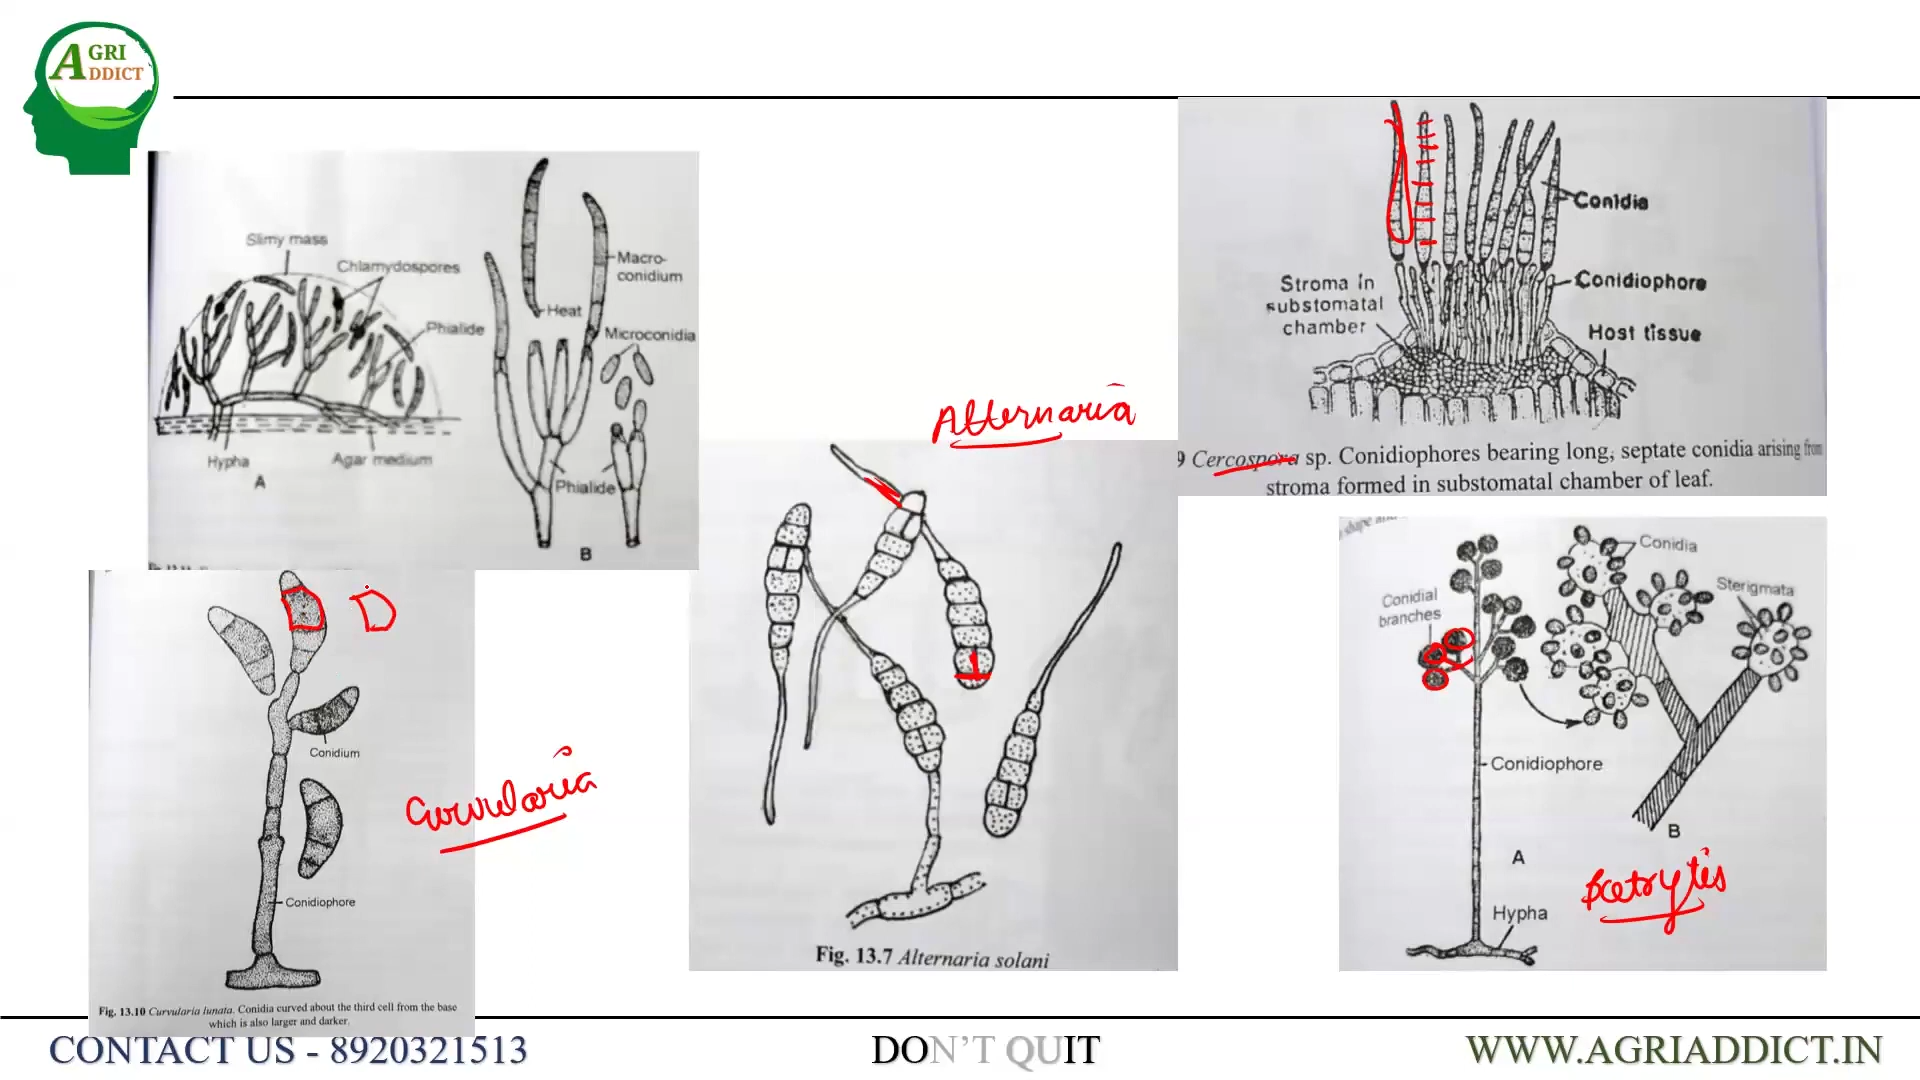 AGRI
ADDICT
Slimy mass
Chlamydospores
Phialide
Hypha
Agar medium
A
Macro-
conidium
Heat
Microconidia
Phialide
B
Conidia
Stroma in
substomatal
chamber
Conidiophore
Host tissue
9 Cercospora sp. Conidiophores bearing long, septate conidia arising from
stroma formed in substomatal chamber of leaf.
Alternaria
Fig. 13.7 Alternaria solani
Conidium
Conidiophore
Curvularia
Fig. 13.10 Curvularia lunata. Conidia curved about the third cell from the base
which is also larger and darker.
shape and
Conidial
branches
Conidia
Sterigmata
Conidiophore
A
B
Hypha
CONTACT US - 8920321513
DON'T QUIT
WWW.AGRIADDICT.IN